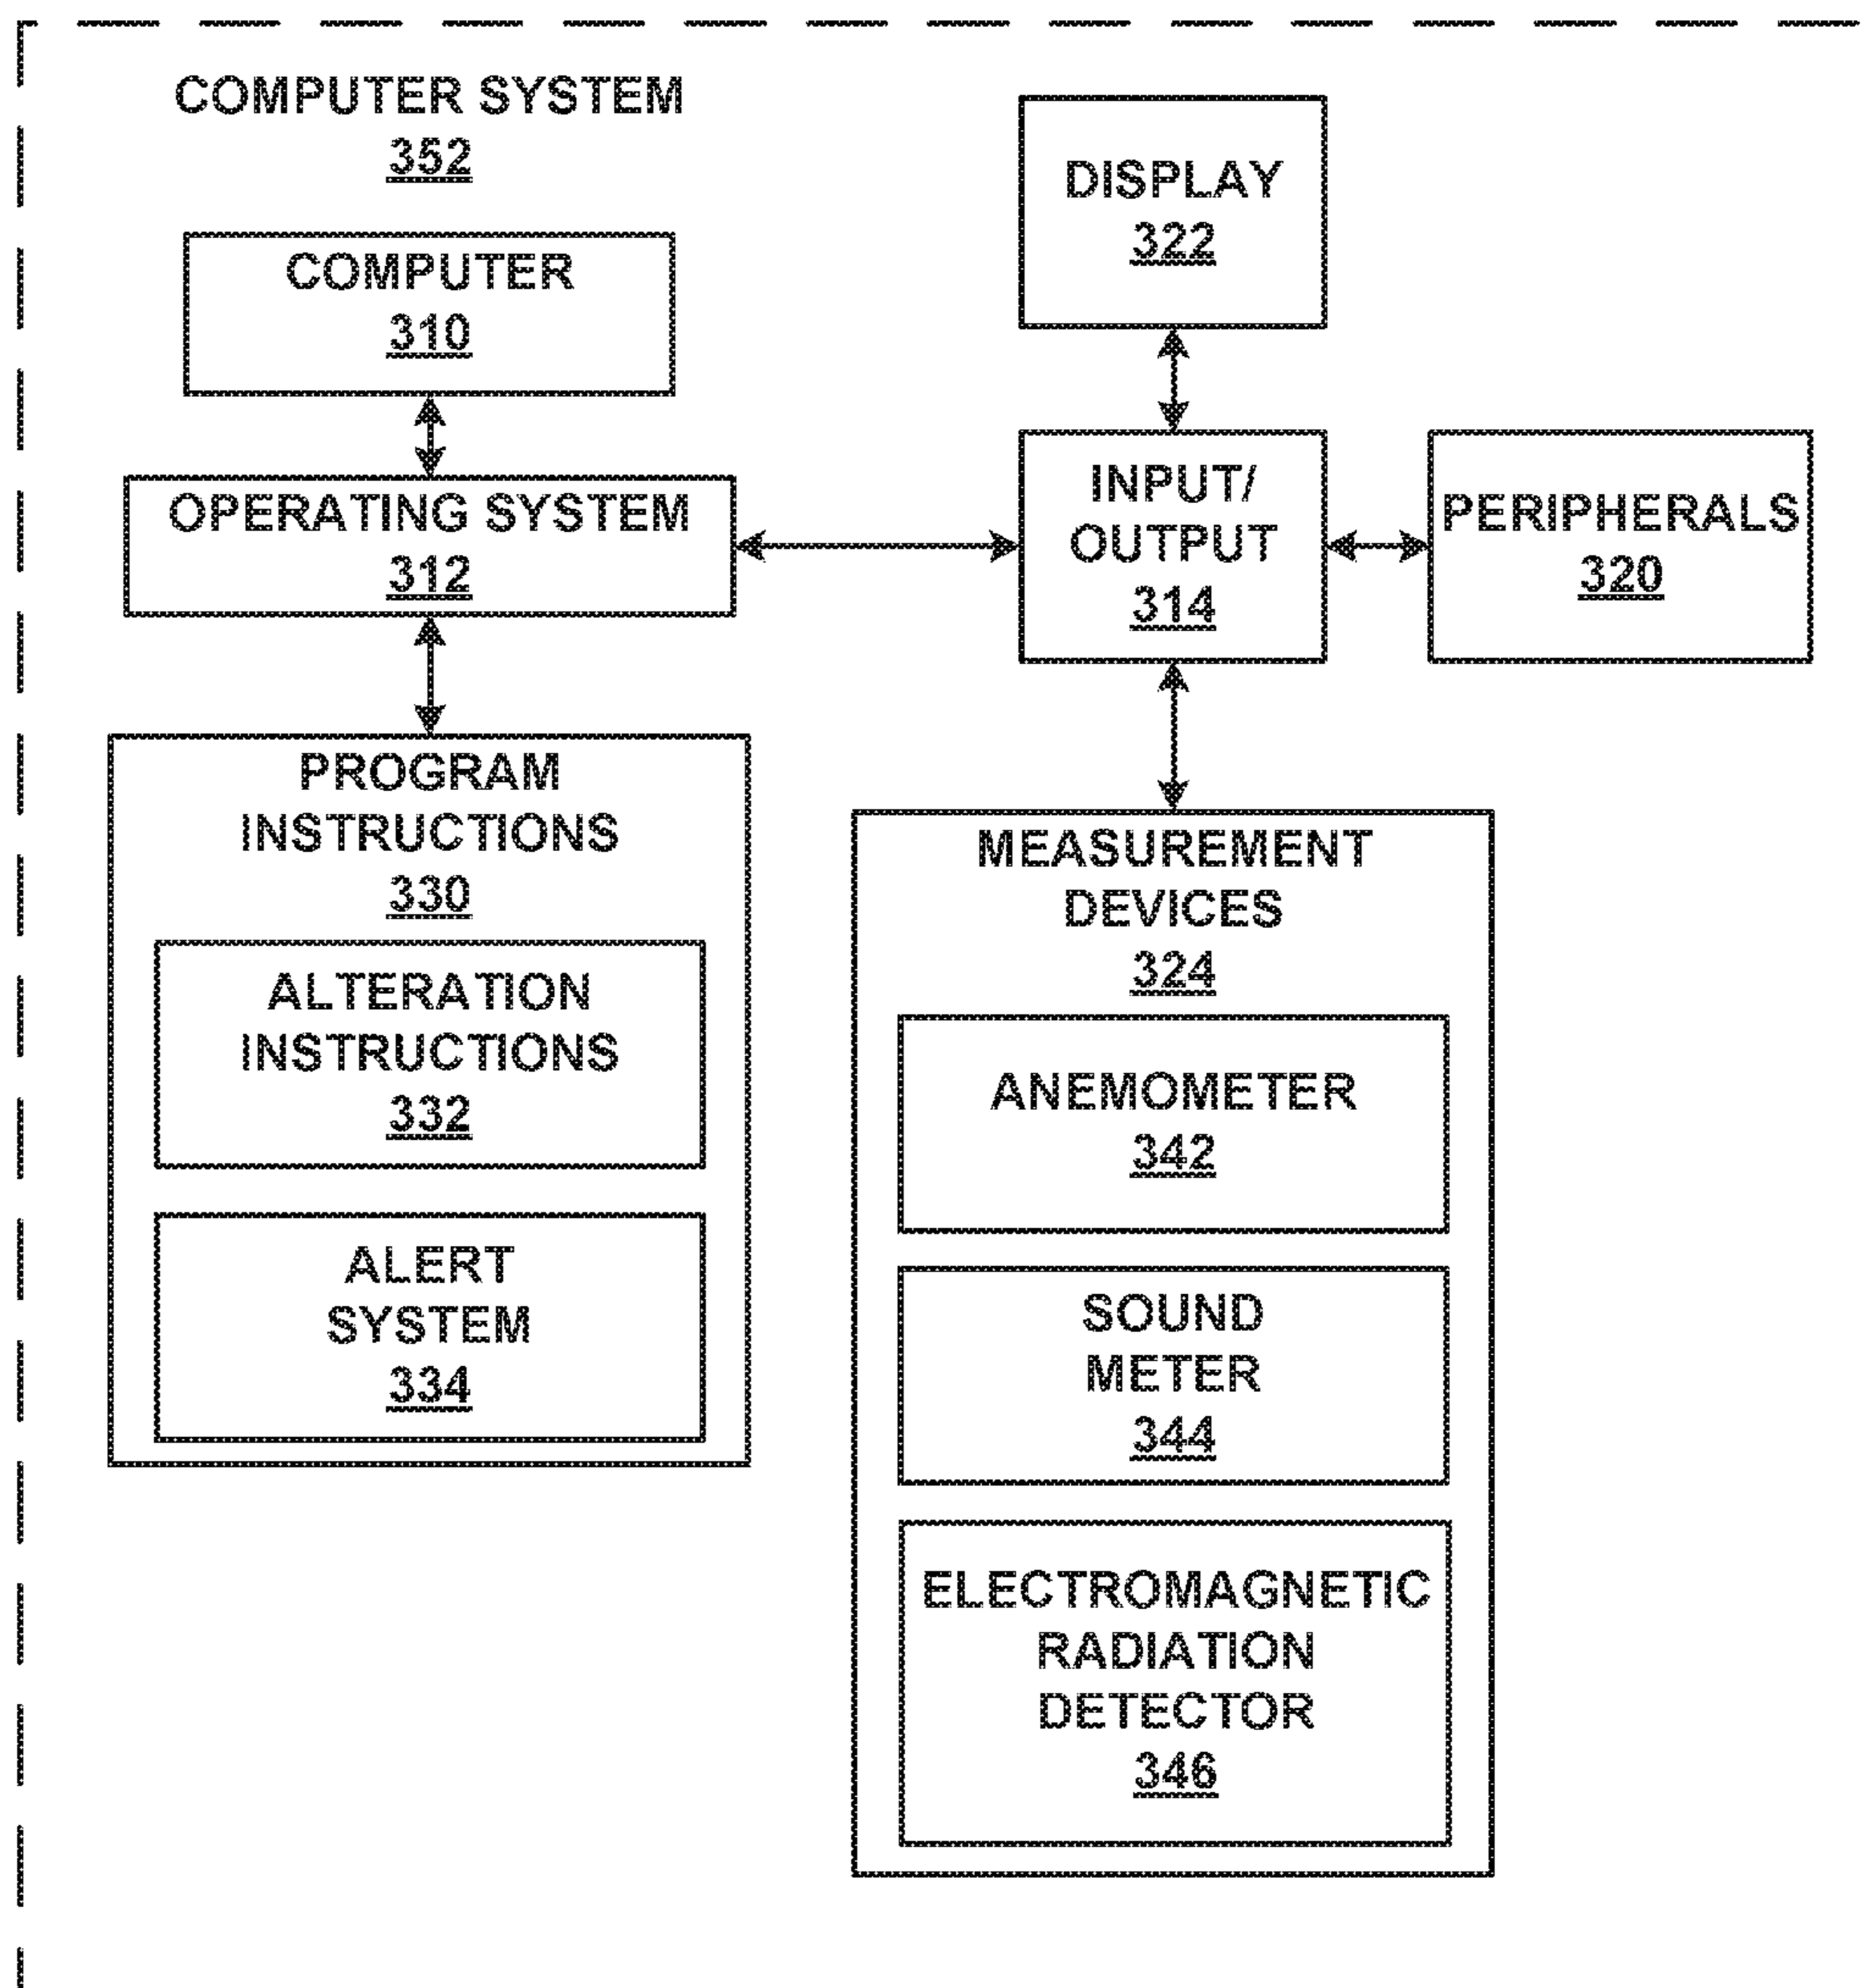 COMPUTER SYSTEM
352
COMPUTER
310
OPERATING SYSTEM
312
PROGRAM
INSTRUCTIONS
330
ALTERATION
INSTRUCTIONS
332
ALERT
SYSTEM
334
DISPLAY
322
INPUT/
OUTPUT
314
PERIPHERALS
320
MEASUREMENT
DEVICES
324
ANEMOMETER
342
SOUND
METER
344
ELECTROMAGNETIC
RADIATION
DETECTOR
346